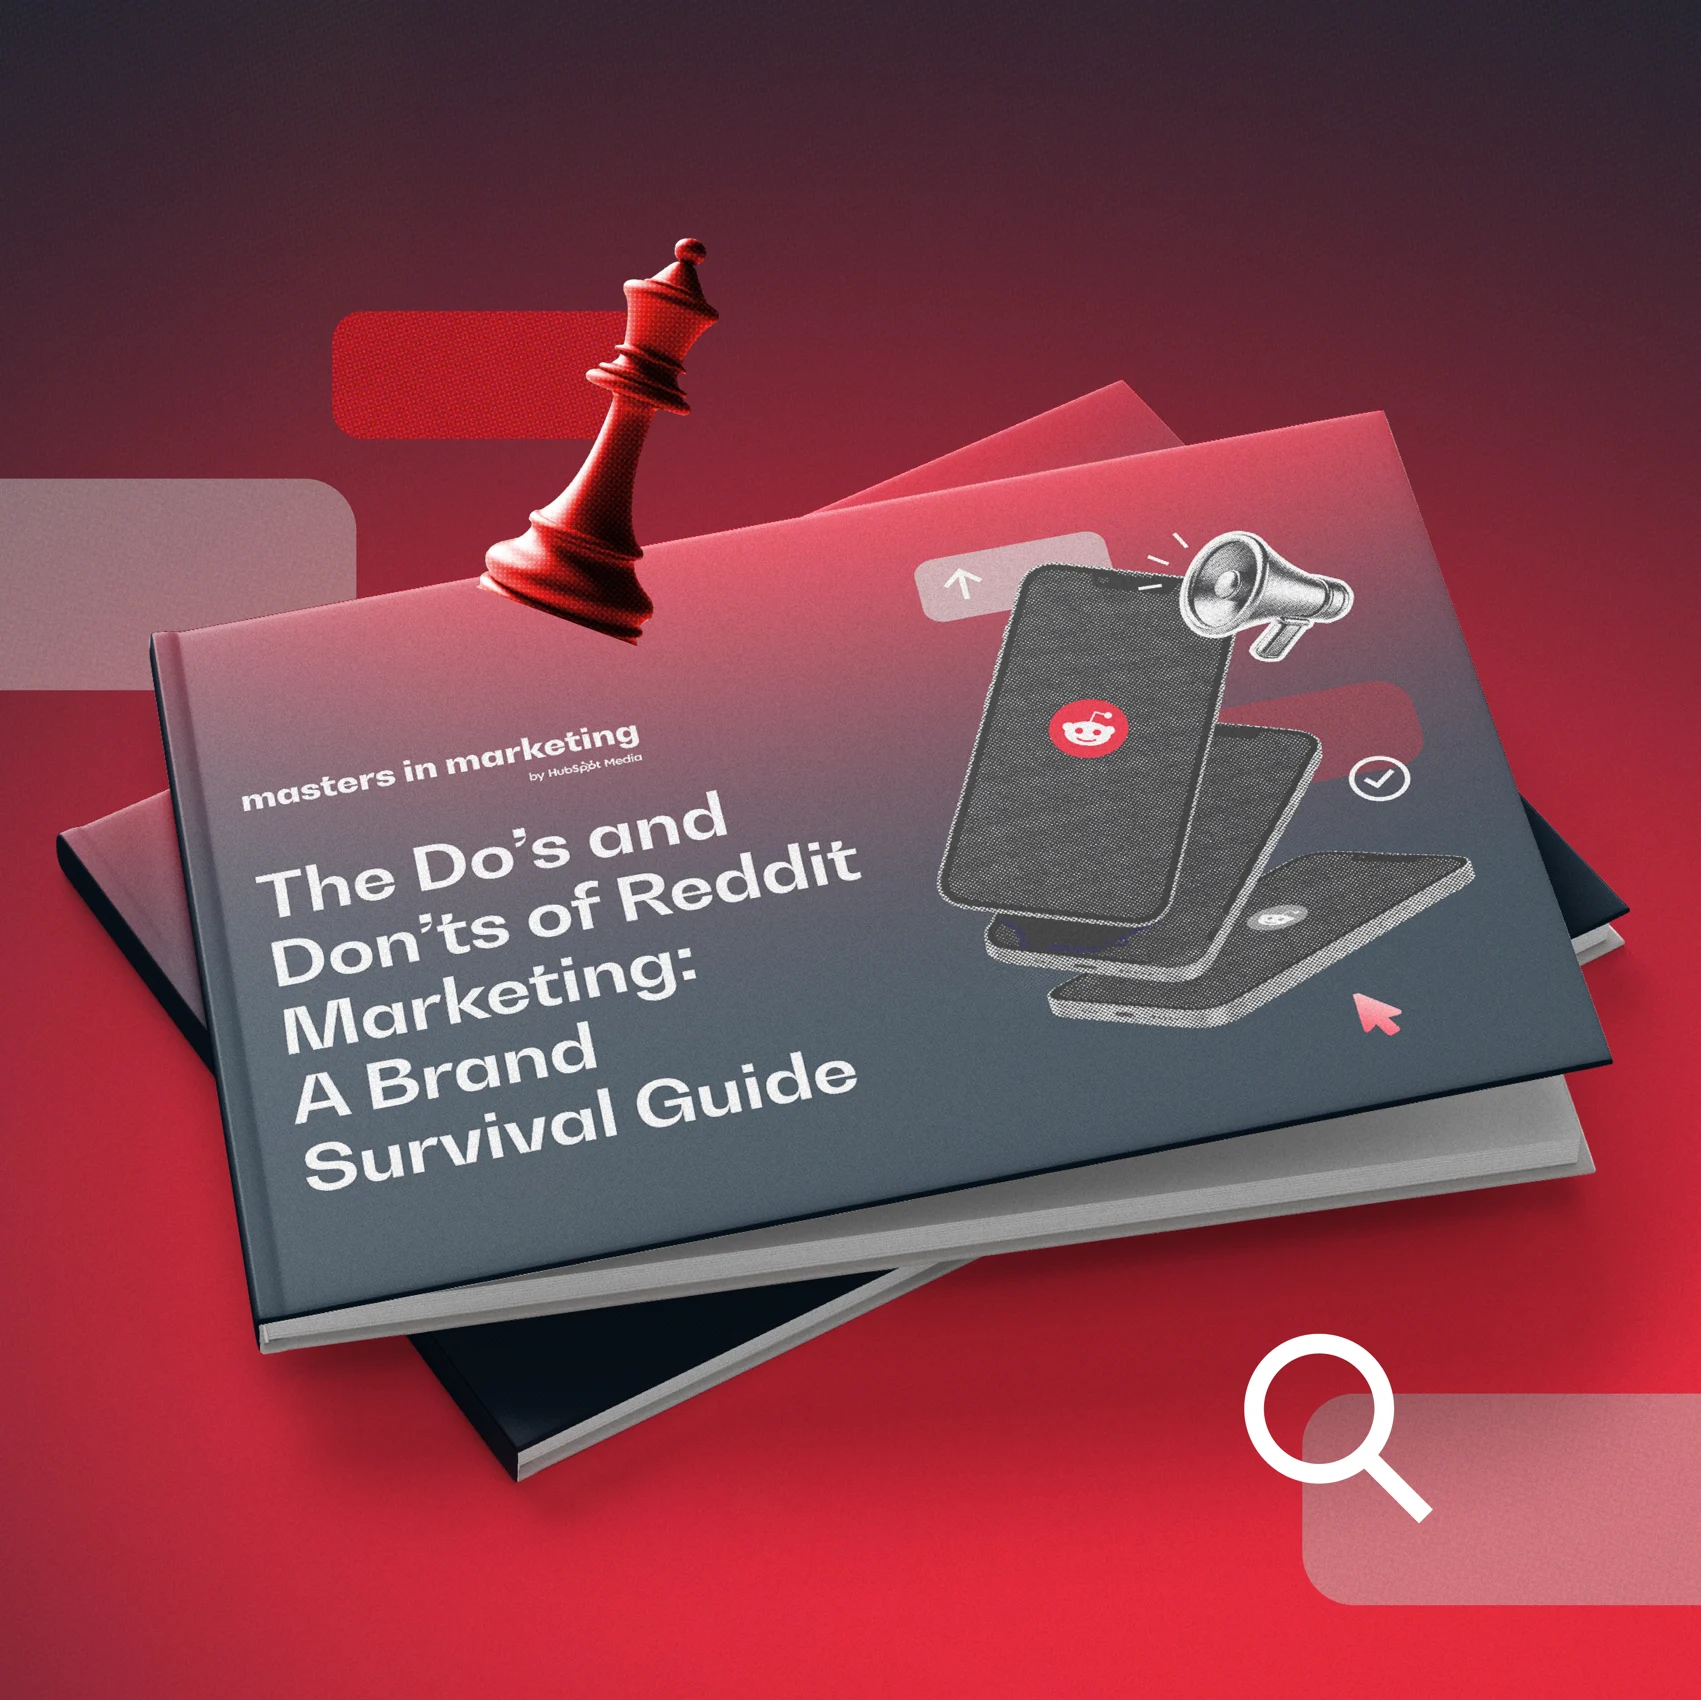 masters in marketing
by HubSpot Media
The Do's and
Don'ts of Reddit
Marketing:
A Brand
Survival Guide